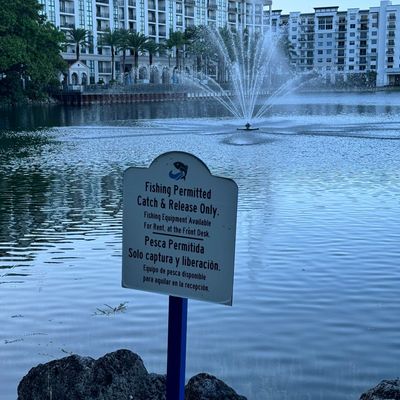 Fishing Permitted
Catch & Release Only.
Fishing Equipment Available
For Rent, at the Front Desk.
Pesca Permitida
Solo captura y liberación.
Equipo de pesca disponible
para aquilar en la recepción.